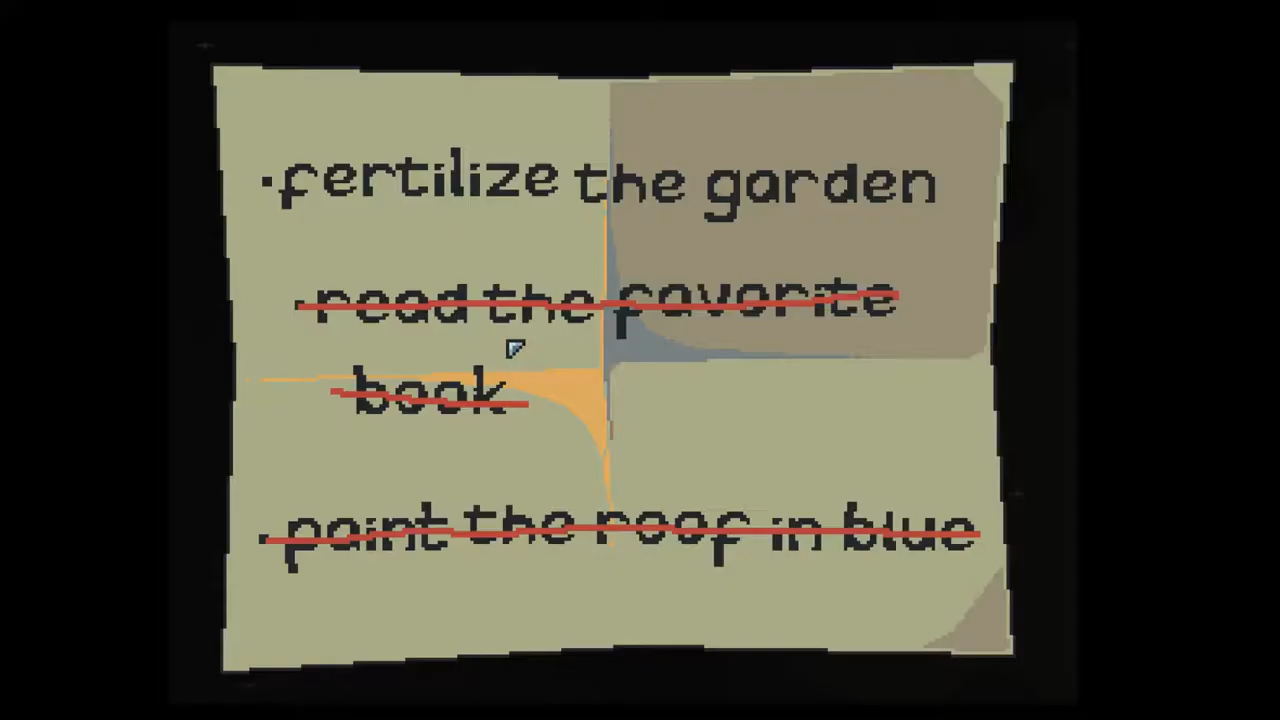 ·fertilize the garden
·read the favorite
book
·paint the roof in blue